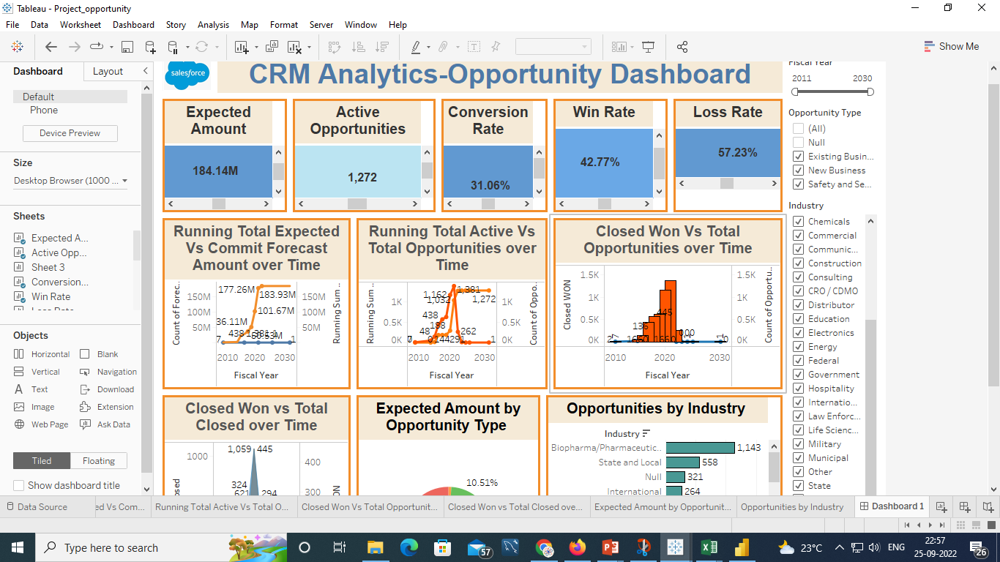 Tableau - Project_opportunity
File Data Worksheet Dashboard Story Analysis Map Format Server Window Help
Show Me
Dashboard Layout
Default
Phone
Device Preview
Size
Desktop Browser (1000 ...
Sheets
Expected A...
Active Opp...
Sheet 3
Conversion...
Win Rate
Objects
Horizontal Blank
Vertical Navigation
Text Download
Image Extension
Web Page Ask Data
Tiled Floating
Show dashboard title
salesforce
CRM Analytics-Opportunity Dashboard
Expected
Amount
184.14M
Active
Opportunities
1,272
Conversion
Rate
31.06%
Win Rate
42.77%
Loss Rate
57.23%
Running Total Expected
Vs Commit Forecast
Amount over Time
Count of Forec..
150M
100M
50M
177.26M
183.93M
101.67M
36.11M
438
7
1
150M
100M
50M
Running Sum ..
2010 2020 2030
Fiscal Year
Running Total Active Vs
Total Opportunities over
Time
Running Sum ..
1K
0.5K
0K
1,162
1,032
1,381
1,272
438
188
48
262
1
1K
0.5K
0K
Count of Oppo..
2010 2020 2030
Fiscal Year
Closed Won Vs Total
Opportunities over Time
Closed WON
1.5K
1K
0.5K
0K
445
136
1.5K
1K
0.5K
0K
Count of Opportu..
2010 2020 2030
Fiscal Year
Closed Won vs Total
Closed over Time
1000
1,059 445
324
621 294
400
300
Expected Amount by
Opportunity Type
10.51%
Opportunities by Industry
Industry
Biopharma/Pharmaceutic.. 1,143
State and Local 558
Null 321
International 264
Fiscal Year
2011 2030
Opportunity Type
(All)
Null
Existing Busin...
New Business
Safety and Se...
Industry
Chemicals
Commercial
Communic...
Construction
Consulting
CRO / CDMO
Distributor
Education
Electronics
Energy
Federal
Government
Hospitality
Internatio...
Law Enforc...
Life Scienc...
Military
Municipal
Other
State
Data Source
ed Vs Com...
Running Total Active Vs Total O...
Closed Won Vs Total Opportunit...
Closed Won vs Total Closed ove...
Expected Amount by Opportunit...
Opportunities by Industry
Dashboard 1
Type here to search
57
23°C
ENG
22:57
25-09-2022
26